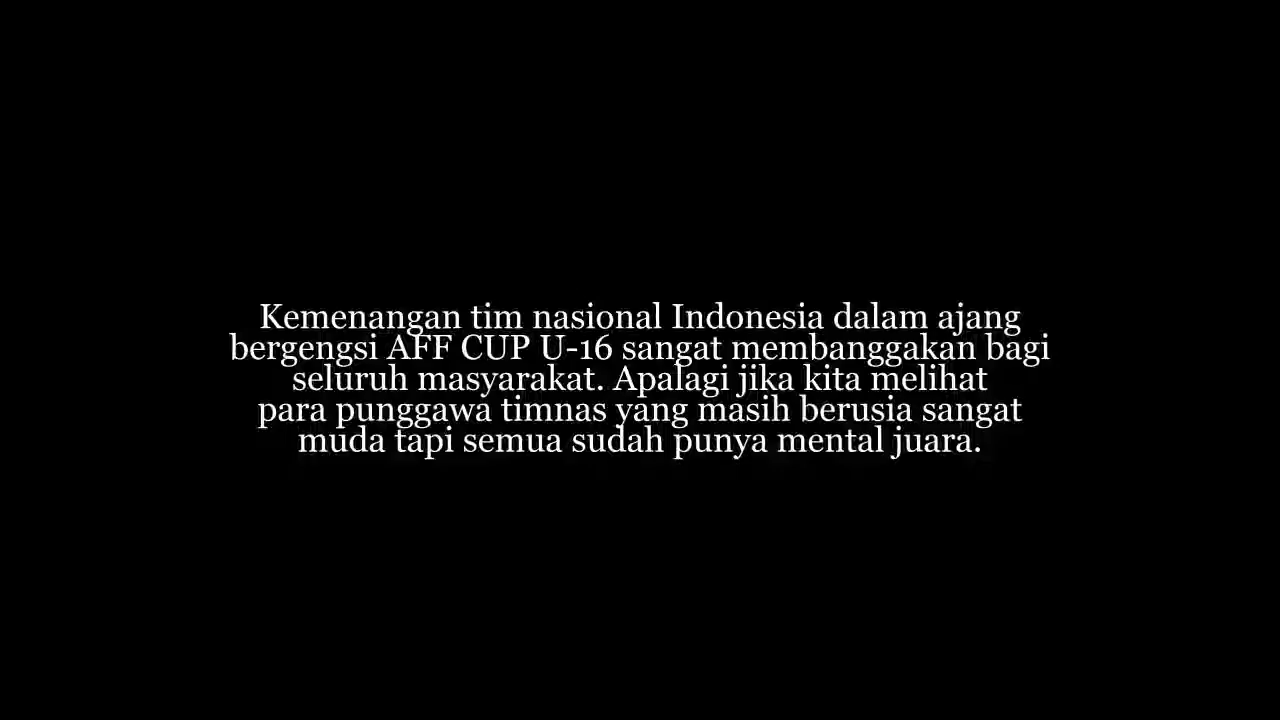 Kemenangan tim nasional Indonesia dalam ajang
bergengsi AFF CUP U-16 sangat membanggakan bagi
seluruh masyarakat. Apalagi jika kita melihat
para punggawa timnas yang masih berusia sangat
muda tapi semua sudah punya mental juara.